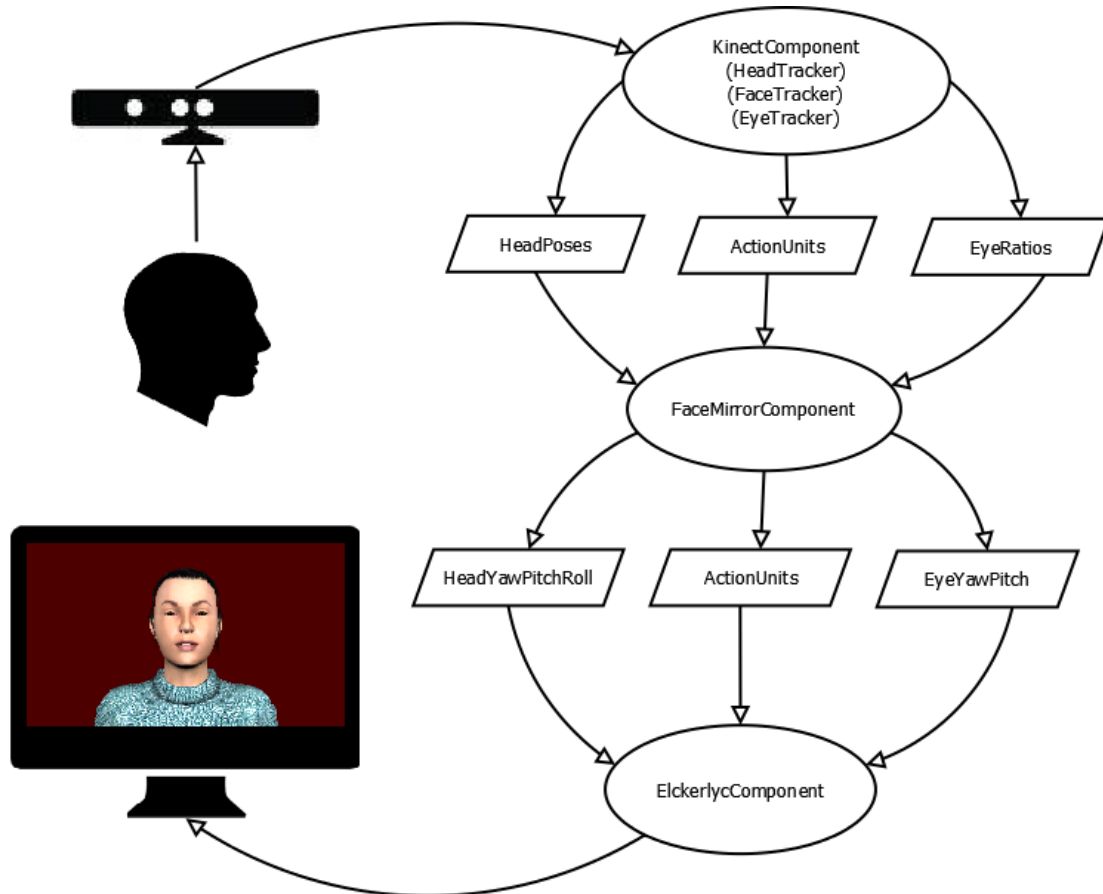 KinectComponent
(HeadTracker)
(FaceTracker)
(EyeTracker)
HeadPoses
ActionUnits
EyeRatios
FaceMirrorComponent
HeadYawPitchRoll
ActionUnits
EyeYawPitch
ElckerlycComponent